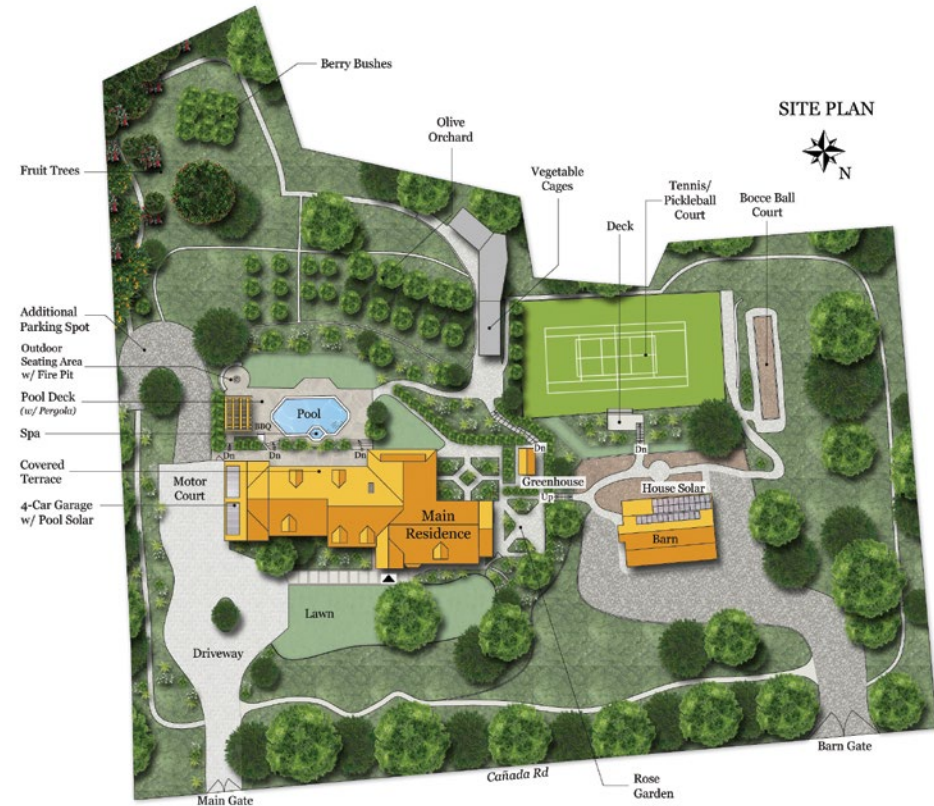 Berry Bushes
SITE PLAN
N
Olive
Orchard
Vegetable
Cages
Tennis/
Pickleball
Court
Bocce Ball
Court
Deck
Fruit Trees
Additional
Parking Spot
Outdoor
Seating Area
w/ Fire Pit
Pool Deck
(w/ Pergola)
Spa
Covered
Terrace
4-Car Garage
w/ Pool Solar
Pool
BBQ
Dn
Dn
Dn
Dn
Dn
Motor
Court
Greenhouse
Up
House Solar
Barn
Main
Residence
Lawn
Driveway
Main Gate
Cañada Rd
Rose
Garden
Barn Gate